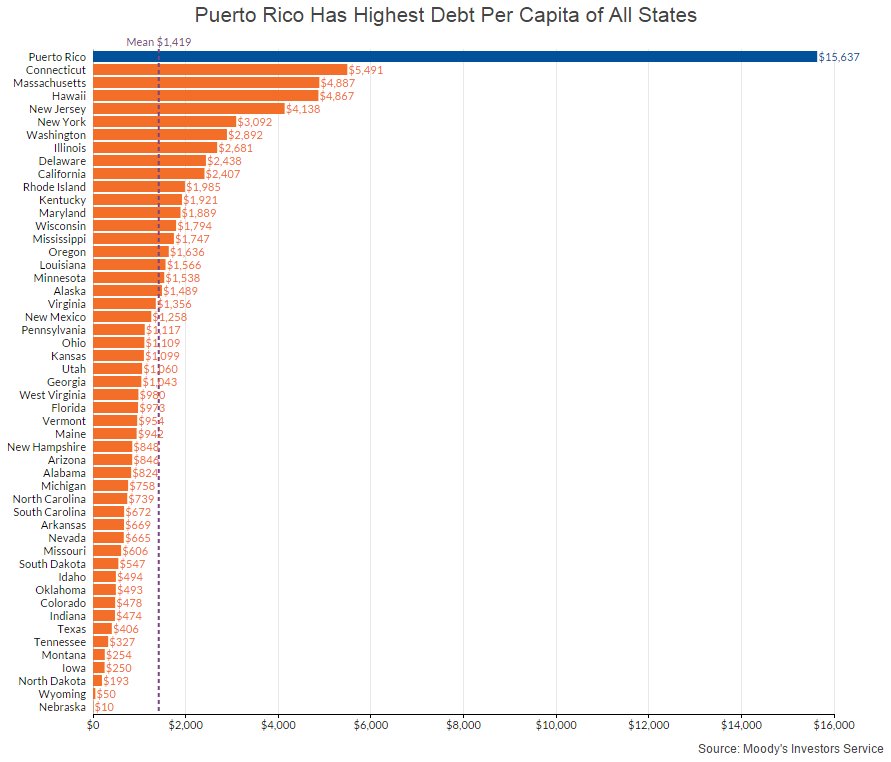 Puerto Rico Has Highest Debt Per Capita of All States
Mean $1,419
Puerto Rico $15,637
Connecticut $5,491
Massachusetts $4,887
Hawaii $4,867
New Jersey $4,138
New York $3,092
Washington $2,892
Illinois $2,681
Delaware $2,438
California $2,407
Rhode Island $1,985
Kentucky $1,921
Maryland $1,889
Wisconsin $1,794
Mississippi $1,747
Oregon $1,636
Louisiana $1,566
Minnesota $1,538
Alaska $1,489
Virginia $1,356
New Mexico $1,258
Pennsylvania $1,117
Ohio $1,109
Kansas $1,099
Utah $1,060
Georgia $1,043
West Virginia $980
Florida $973
Vermont $954
Maine $942
New Hampshire $848
Arizona $846
Alabama $824
Michigan $758
North Carolina $739
South Carolina $672
Arkansas $669
Nevada $665
Missouri $606
South Dakota $547
Idaho $494
Oklahoma $493
Colorado $478
Indiana $474
Texas $406
Tennessee $327
Montana $254
Iowa $250
North Dakota $193
Wyoming $50
Nebraska $10
$0 $2,000 $4,000 $6,000 $8,000 $10,000 $12,000 $14,000 $16,000
Source: Moody's Investors Service